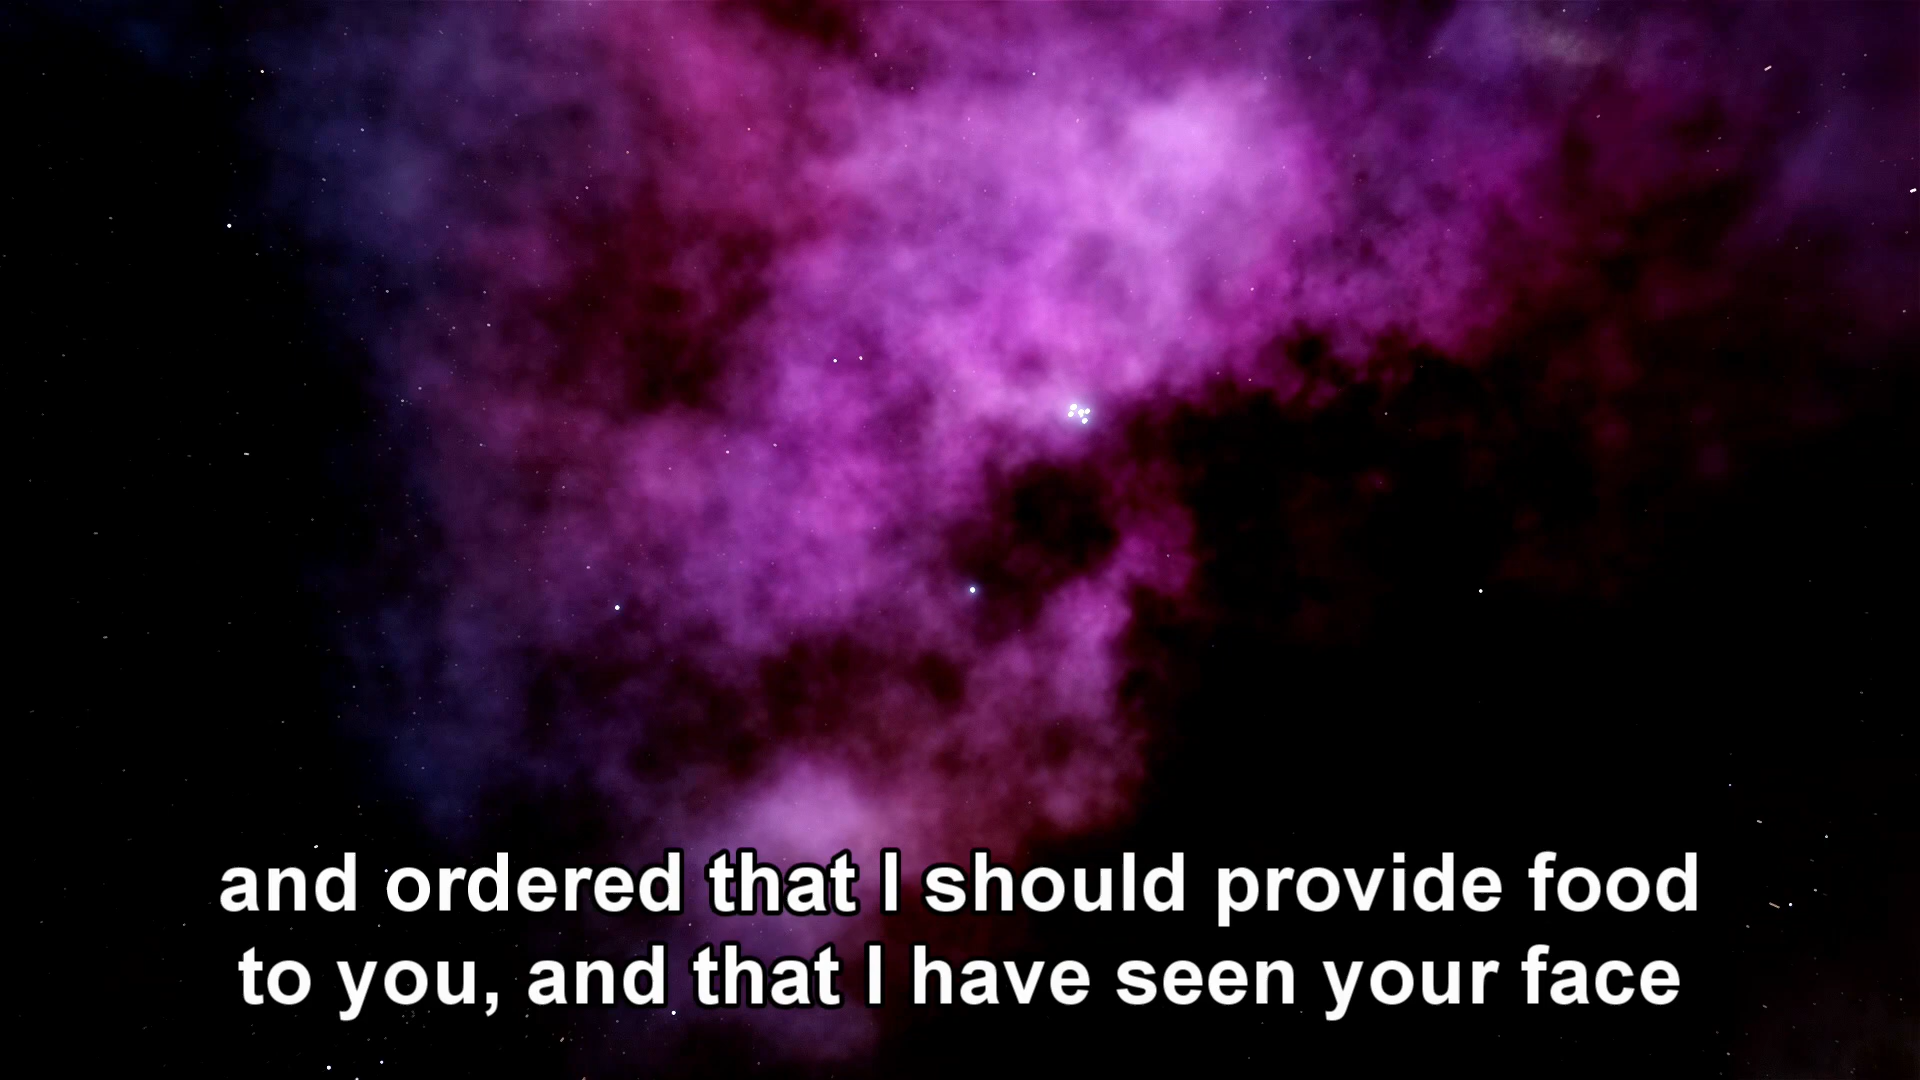 and ordered that I should provide food
to you, and that I have seen your face